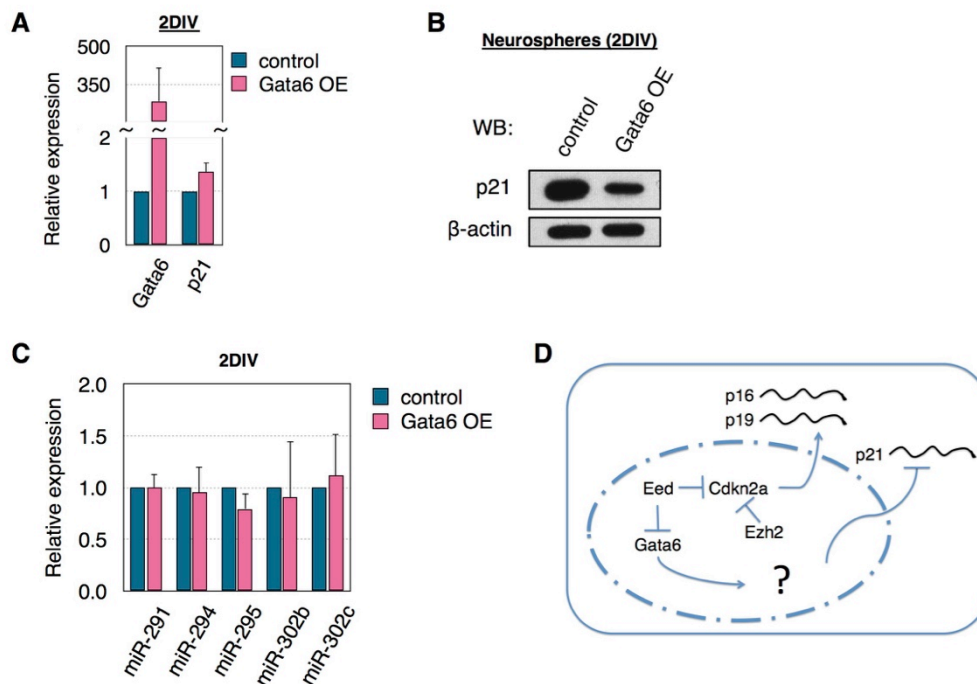 A
2DIV
500
350
2
1
0
~ ~ ~ ~
Relative expression
Gata6
p21
control
Gata6 OE
B
Neurospheres (2DIV)
WB:
control
Gata6 OE
p21
β-actin
C
2DIV
2.0
1.5
1.0
0.5
0.0
Relative expression
miR-291
miR-294
miR-295
miR-302b
miR-302c
control
Gata6 OE
D
p16
p19
p21
Eed
Cdkn2a
Ezh2
Gata6
?